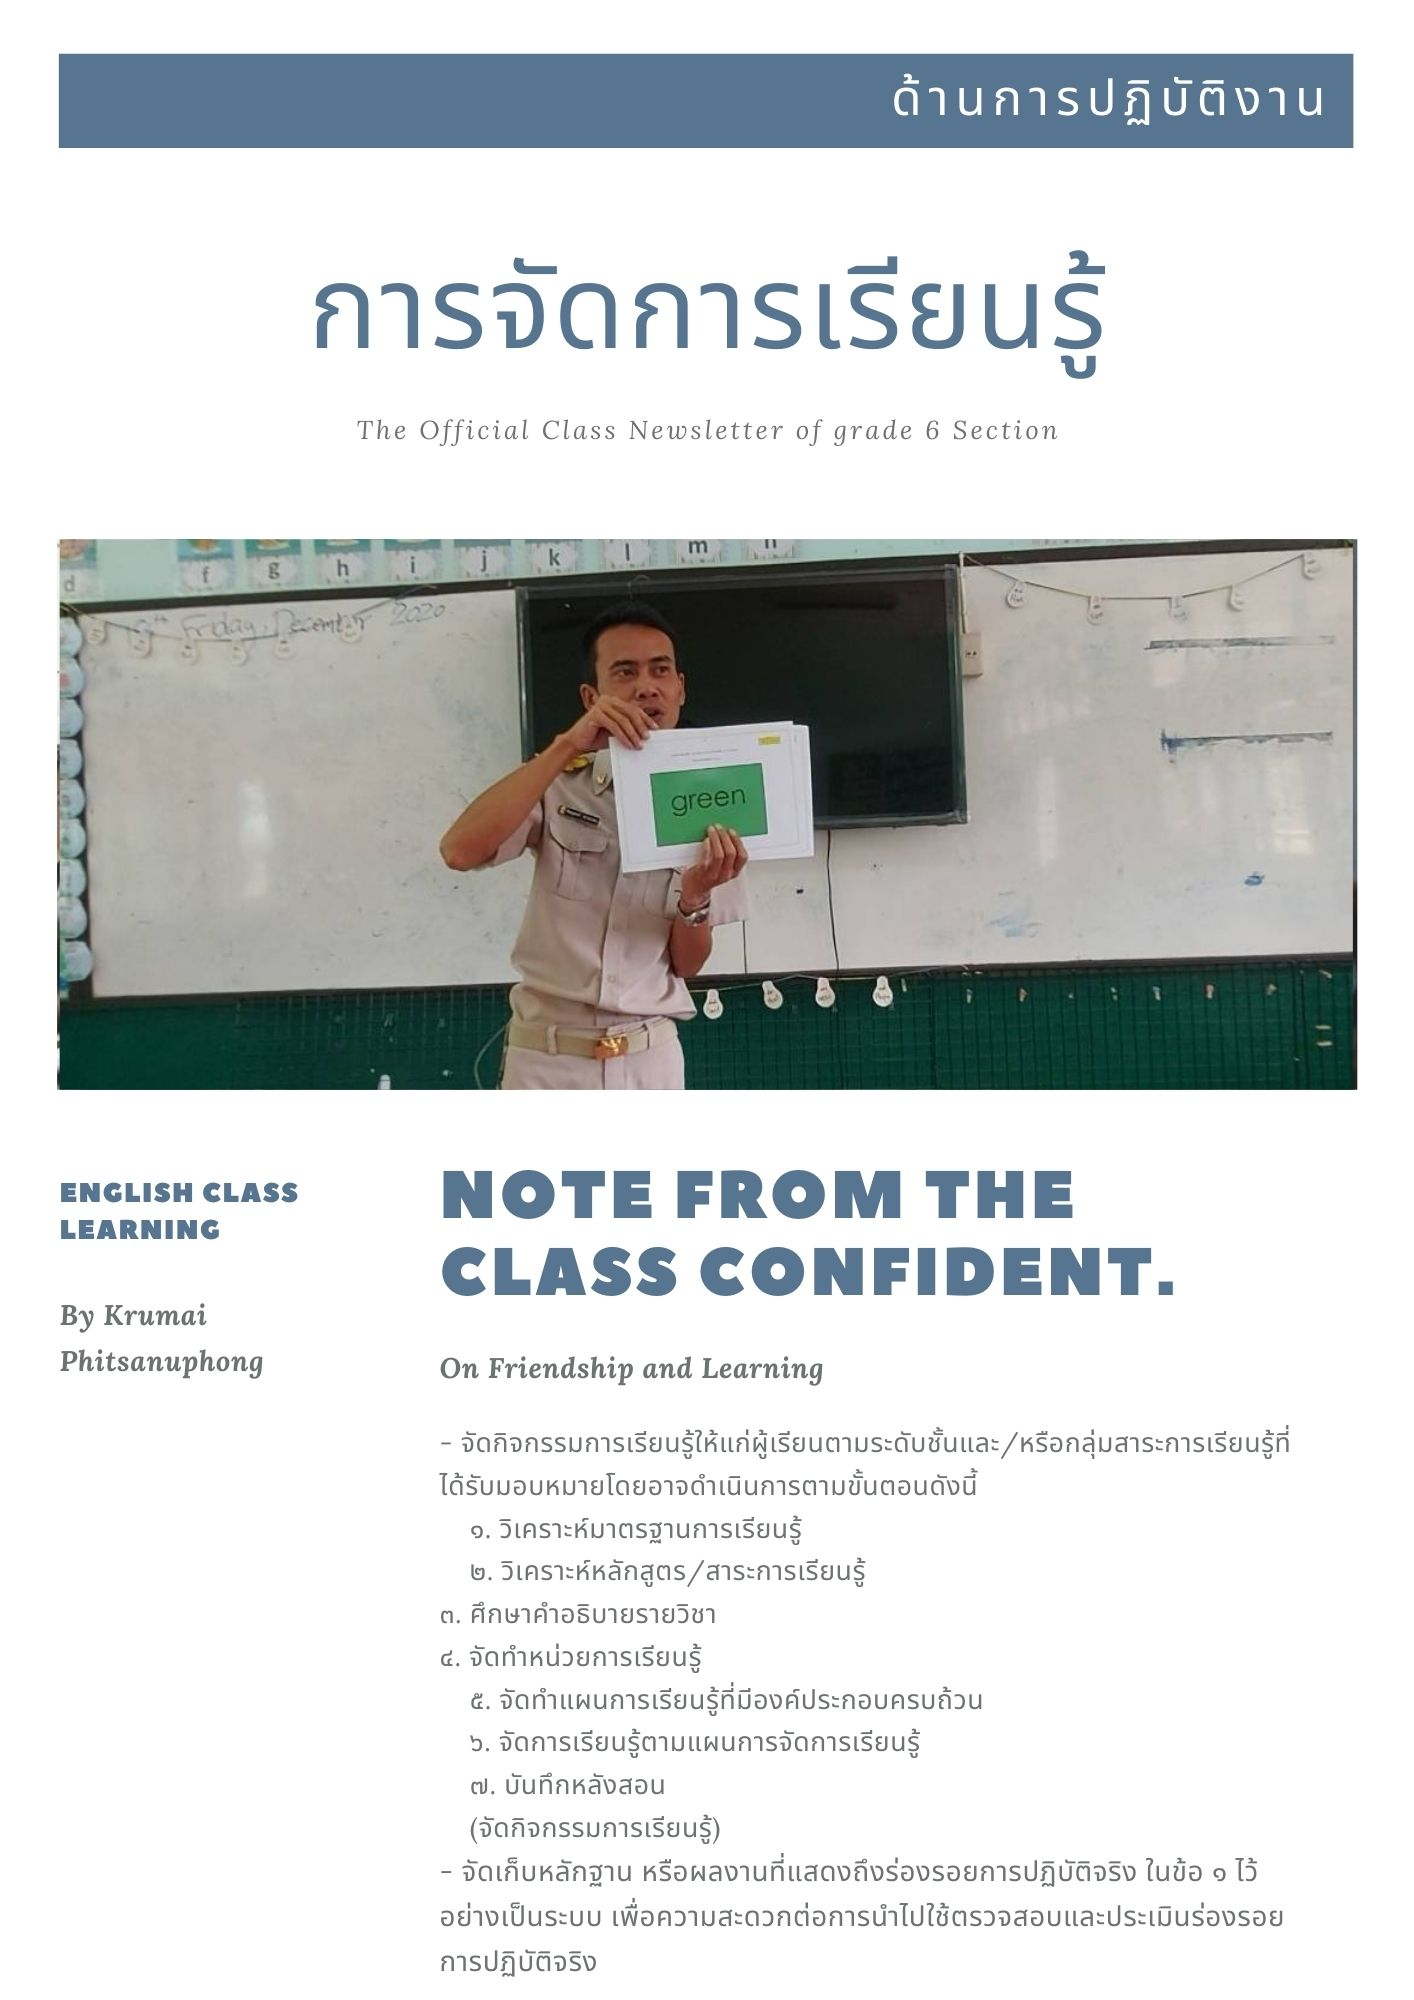 ด้านการปฏิบัติงาน
การจัดการเรียนรู้
The Official Class Newsletter of grade 6 Section
d f g h i j k l m n
Friday, December 2020
green
ENGLISH CLASS
LEARNING
By Krumai
Phitsanuphong
NOTE FROM THE
CLASS CONFIDENT.
On Friendship and Learning
- จัดกิจกรรมการเรียนรู้ให้แก่ผู้เรียนตามระดับชั้นและ/หรือกลุ่มสาระการเรียนรู้ที่
ได้รับมอบหมายโดยอาจดำเนินการตามขั้นตอนดังนี้
๑. วิเคราะห์มาตรฐานการเรียนรู้
๒. วิเคราะห์หลักสูตร/สาระการเรียนรู้
๓. ศึกษาคำอธิบายรายวิชา
๔. จัดทำหน่วยการเรียนรู้
๕. จัดทำแผนการเรียนรู้ที่มีองค์ประกอบครบถ้วน
๖. จัดการเรียนรู้ตามแผนการจัดการเรียนรู้
๗. บันทึกหลังสอน
(จัดกิจกรรมการเรียนรู้)
- จัดเก็บหลักฐาน หรือผลงานที่แสดงถึงร่องรอยการปฏิบัติจริง ในข้อ ๑ ไว้
อย่างเป็นระบบ เพื่อความสะดวกต่อการนำไปใช้ตรวจสอบและประเมินร่องรอย
การปฏิบัติจริง